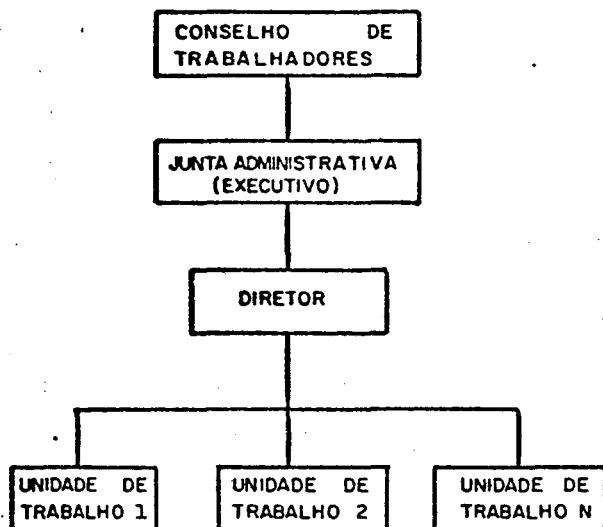 CONSELHO DE
TRABALHADORES
JUNTA ADMINISTRATIVA
(EXECUTIVO)
DIRETOR
UNIDADE DE
TRABALHO 1
UNIDADE DE
TRABALHO 2
UNIDADE DE
TRABALHO N